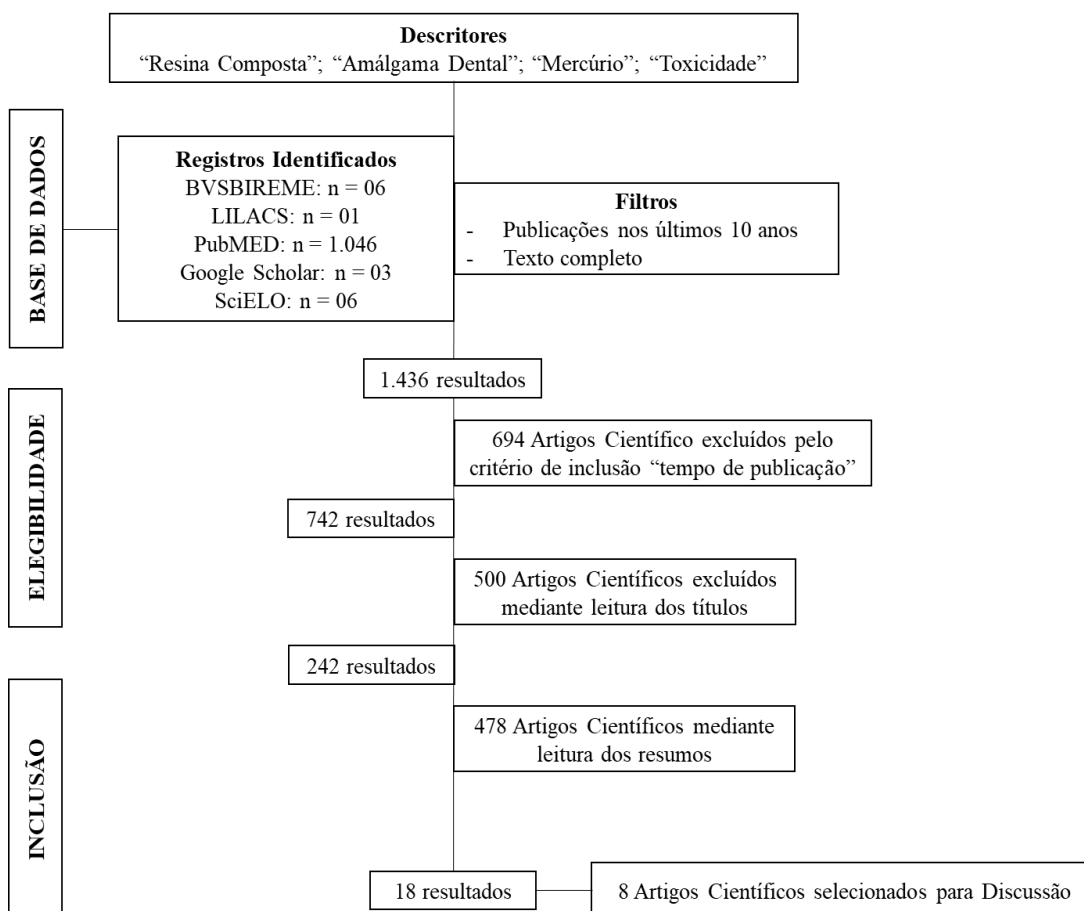 Descritores
“Resina Composta”; “Amálgama Dental”; “Mercúrio”; “Toxicidade”
BASE DE DADOS
Registros Identificados
BVSBIREME: n = 06
LILACS: n = 01
PubMED: n = 1.046
Google Scholar: n = 03
SciELO: n = 06
Filtros
- Publicações nos últimos 10 anos
- Texto completo
1.436 resultados
ELEGIBILIDADE
694 Artigos Científico excluídos pelo
critério de inclusão “tempo de publicação”
742 resultados
500 Artigos Científicos excluídos
mediante leitura dos títulos
242 resultados
INCLUSÃO
478 Artigos Científicos mediante
leitura dos resumos
18 resultados
8 Artigos Científicos selecionados para Discussão